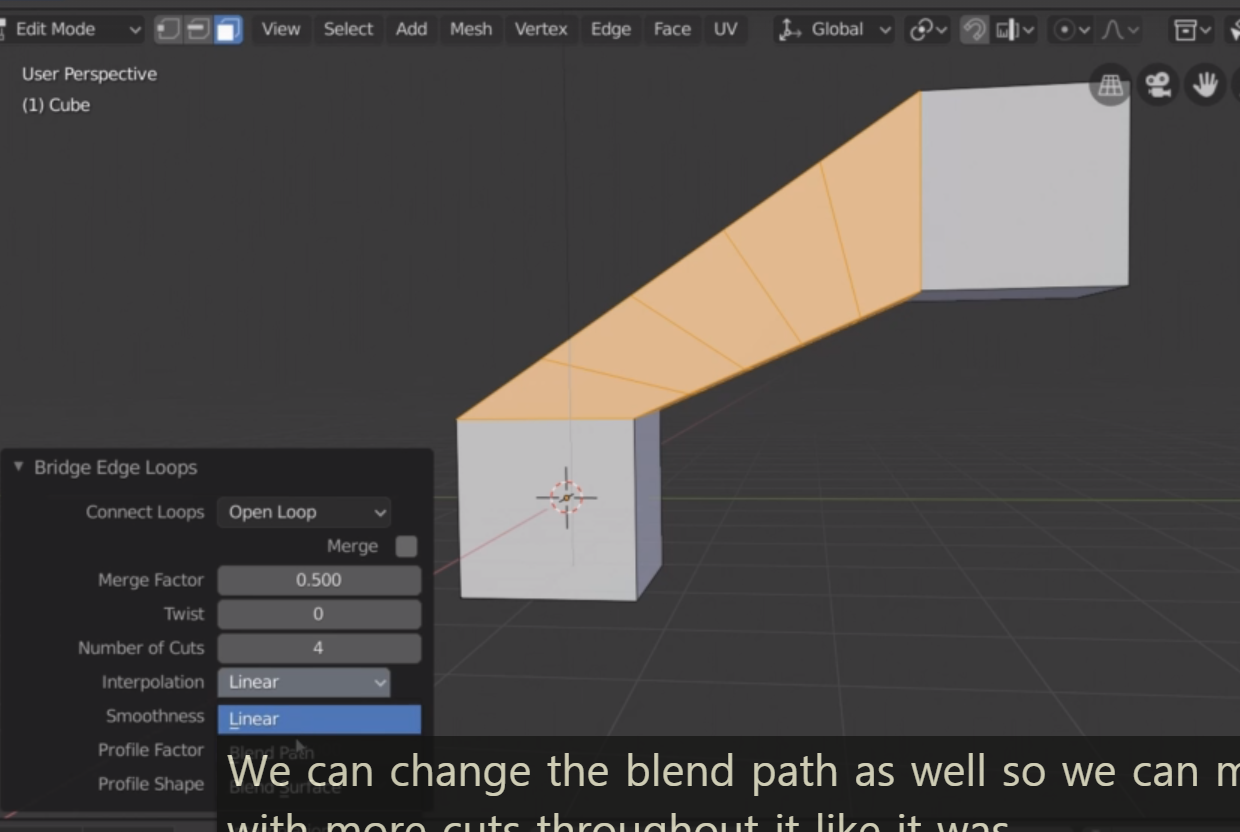 Edit Mode View Select Add Mesh Vertex Edge Face UV Global
User Perspective
(1) Cube
Bridge Edge Loops
Connect Loops Open Loop
Merge
Merge Factor 0.500
Twist 0
Number of Cuts 4
Interpolation Linear
Smoothness Linear
Profile Factor Blend Path
Profile Shape Blend Surface
We can change the blend path as well so we can
with more cuts throughout it like it was